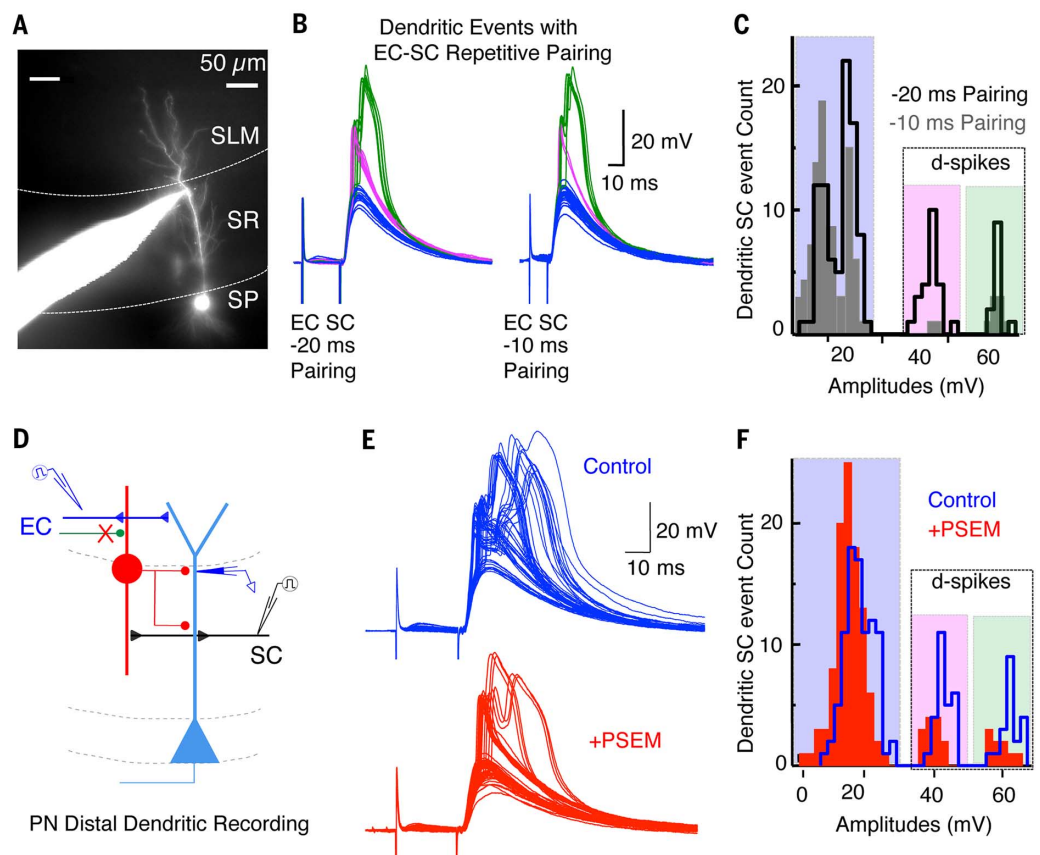 A
50 µm
SLM
SR
SP
B
Dendritic Events with
EC-SC Repetitive Pairing
20 mV
10 ms
EC SC
-20 ms
Pairing
EC SC
-10 ms
Pairing
C
Dendritic SC event Count
20
10
0
-20 ms Pairing
-10 ms Pairing
d-spikes
20
40
60
Amplitudes (mV)
D
EC
SC
PN Distal Dendritic Recording
E
Control
20 mV
10 ms
+PSEM
F
Dendritic SC event Count
20
10
0
Control
+PSEM
d-spikes
0
20
40
60
Amplitudes (mV)